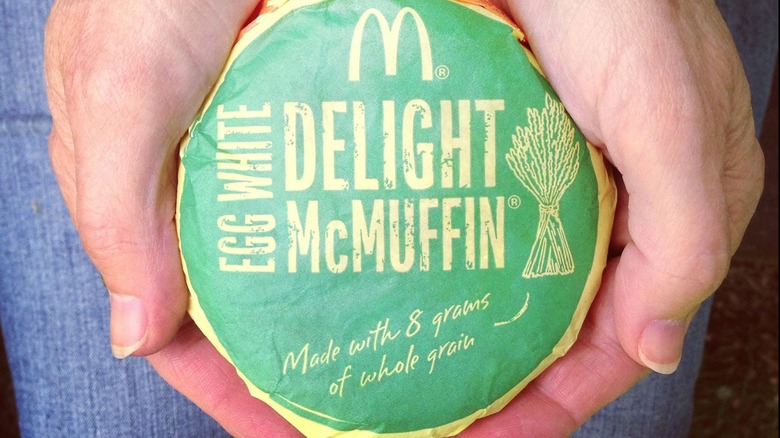 M®
EGG WHITE
DELIGHT
McMUFFIN®
Made with 8 grams
of whole grain